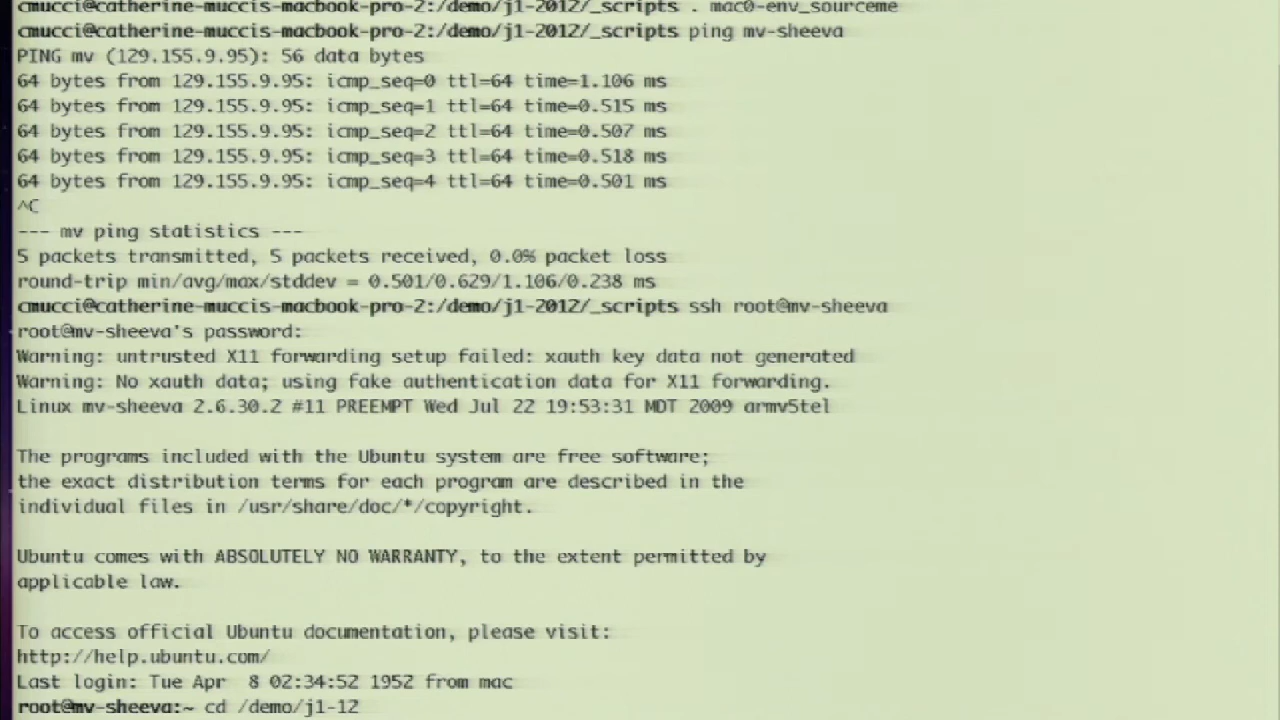 cmucci@catherine-muccis-macbook-pro-2:/demo/j1-2012/_scripts . mac0-env_sourceme
cmucci@catherine-muccis-macbook-pro-2:/demo/j1-2012/_scripts ping mv-sheeva
PING mv (129.155.9.95): 56 data bytes
64 bytes from 129.155.9.95: icmp_seq=0 ttl=64 time=1.106 ms
64 bytes from 129.155.9.95: icmp_seq=1 ttl=64 time=0.515 ms
64 bytes from 129.155.9.95: icmp_seq=2 ttl=64 time=0.507 ms
64 bytes from 129.155.9.95: icmp_seq=3 ttl=64 time=0.518 ms
64 bytes from 129.155.9.95: icmp_seq=4 ttl=64 time=0.501 ms
^C
--- mv ping statistics ---
5 packets transmitted, 5 packets received, 0.0% packet loss
round-trip min/avg/max/stddev = 0.501/0.629/1.106/0.238 ms
cmucci@catherine-muccis-macbook-pro-2:/demo/j1-2012/_scripts ssh root@mv-sheeva
root@mv-sheeva's password:
Warning: untrusted X11 forwarding setup failed: xauth key data not generated
Warning: No xauth data; using fake authentication data for X11 forwarding.
Linux mv-sheeva 2.6.30.2 #11 PREEMPT Wed Jul 22 19:53:31 MDT 2009 armv5tel
The programs included with the Ubuntu system are free software;
the exact distribution terms for each program are described in the
individual files in /usr/share/doc/*/copyright.
Ubuntu comes with ABSOLUTELY NO WARRANTY, to the extent permitted by
applicable law.
To access official Ubuntu documentation, please visit:
http://help.ubuntu.com/
Last login: Tue Apr  8 02:34:52 1952 from mac
root@mv-sheeva:~ cd /demo/j1-12